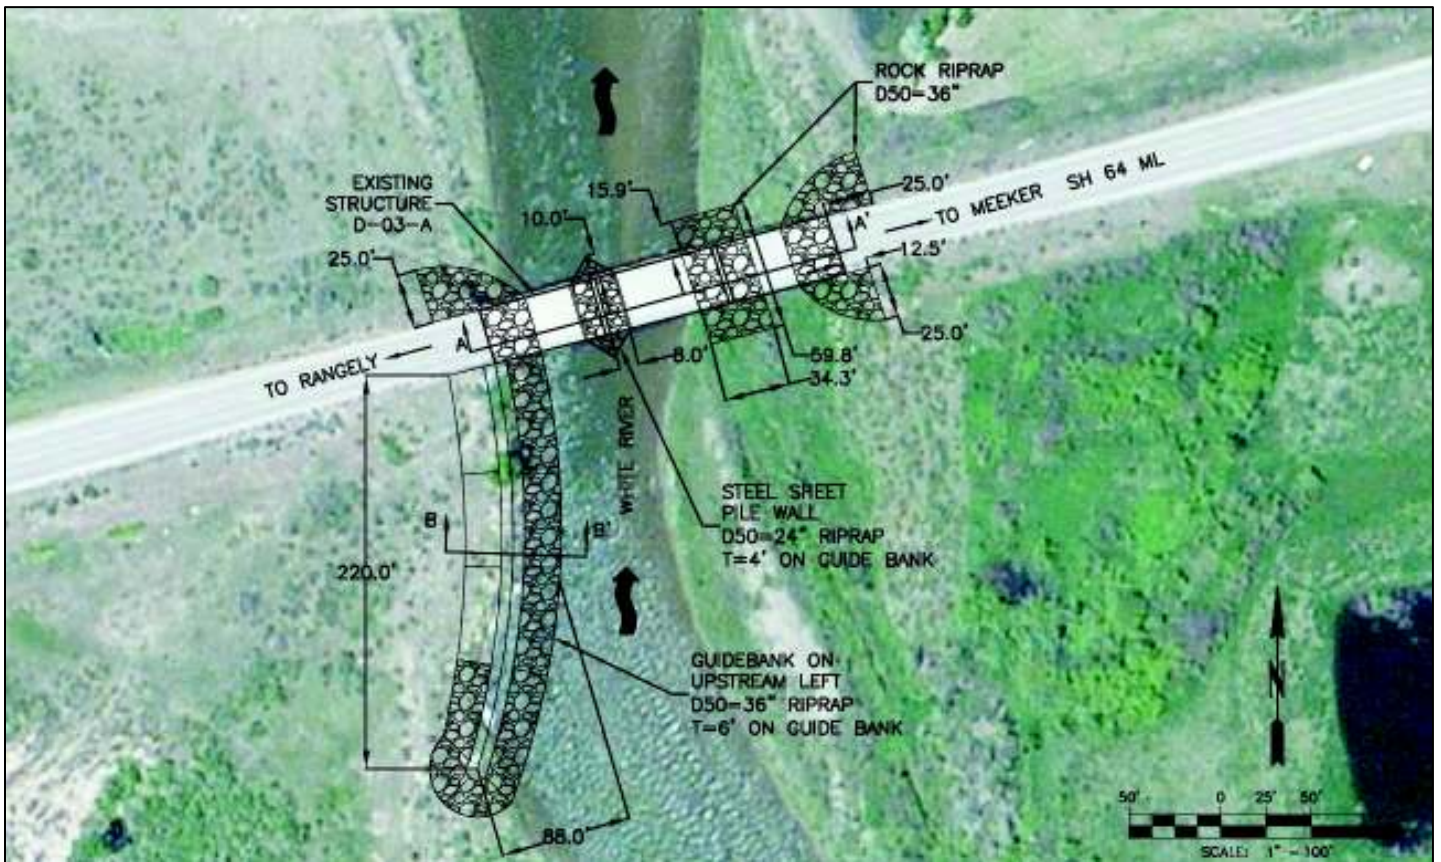 ROCK RIPRAP
D50=36"
EXISTING
STRUCTURE
D-03-A
15.9'
25.0'
TO MEEKER SH 64 ML
A'
10.0'
25.0'
12.5'
A
25.0'
8.0'
59.8'
34.3'
TO RANGELY
WHITE RIVER
STEEL SHEET
PILE WALL
D50=24" RIPRAP
T=4' ON GUIDE BANK
B
B'
220.0'
GUIDEBANK ON
UPSTREAM LEFT
D50=36" RIPRAP
T=6' ON GUIDE BANK
N
88.0'
50' 0 25' 50'
SCALE: 1" = 100'